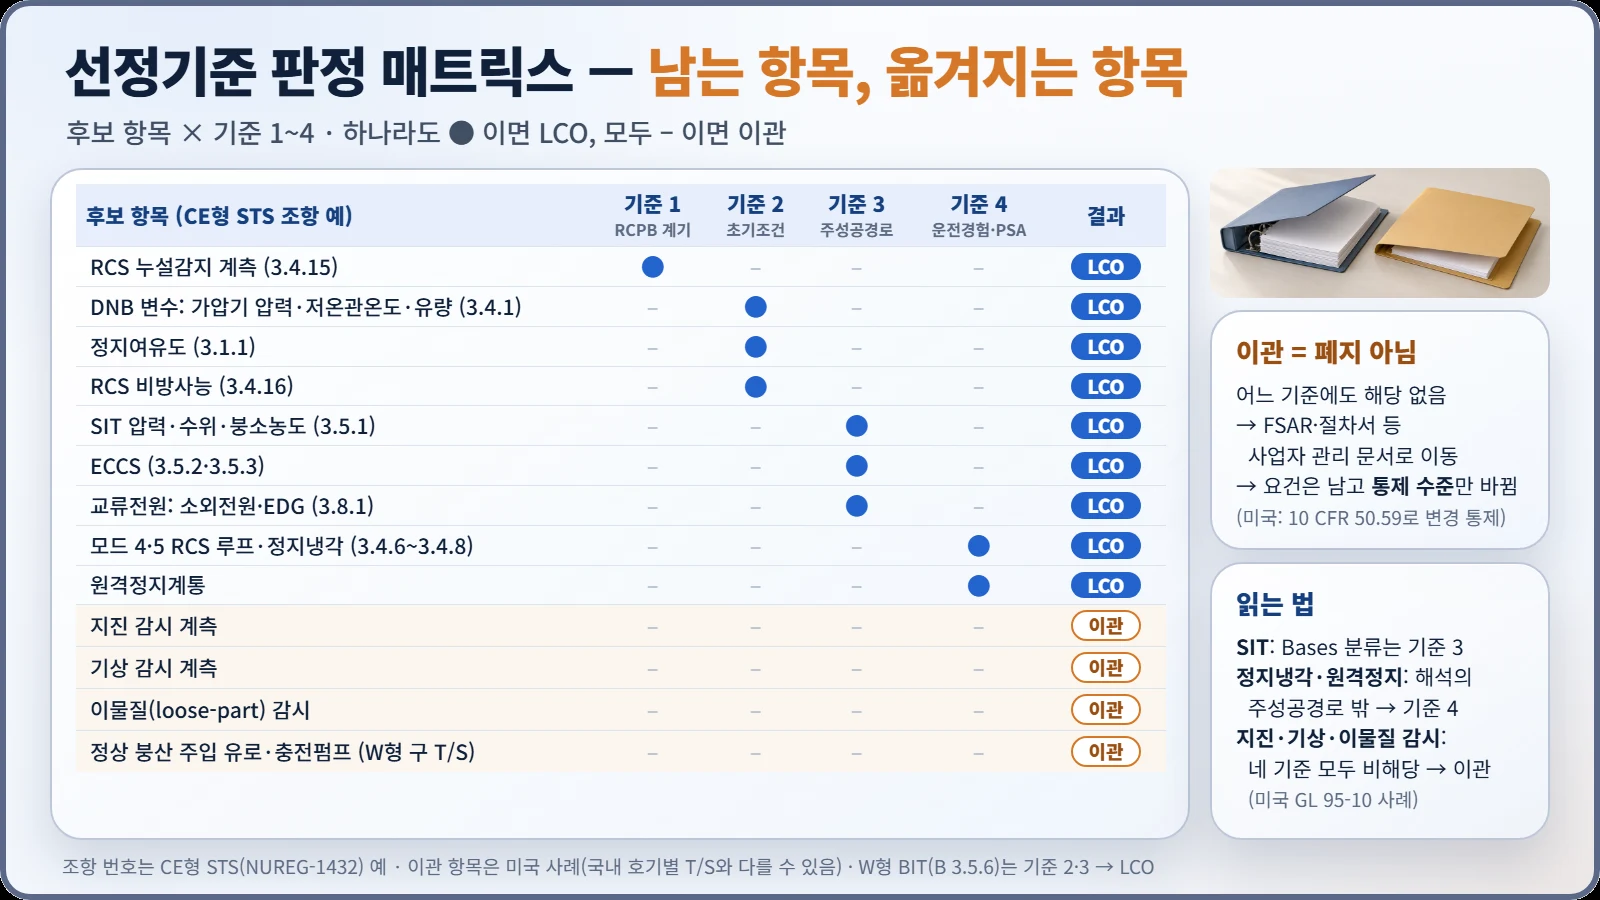 선정기준 판정 매트릭스 — 남는 항목, 옮겨지는 항목
후보 항목 × 기준 1~4 · 하나라도 ● 이면 LCO, 모두 – 이면 이관
후보 항목 (CE형 STS 조항 예) 기준 1 RCPB 계기 기준 2 초기조건 기준 3 주성공경로 기준 4 운전경험·PSA 결과
RCS 누설감지 계측 (3.4.15) ● – – – LCO
DNB 변수: 가압기 압력·저온관온도·유량 (3.4.1) – ● – – LCO
정지여유도 (3.1.1) – ● – – LCO
RCS 비방사능 (3.4.16) – ● – – LCO
SIT 압력·수위·붕소농도 (3.5.1) – – ● – LCO
ECCS (3.5.2·3.5.3) – – ● – LCO
교류전원: 소외전원·EDG (3.8.1) – – ● – LCO
모드 4·5 RCS 루프·정지냉각 (3.4.6~3.4.8) – – – ● LCO
원격정지계통 – – – ● LCO
지진 감시 계측 – – – – 이관
기상 감시 계측 – – – – 이관
이물질(loose-part) 감시 – – – – 이관
정상 붕산 주입 유로·충전펌프 (W형 구 T/S) – – – – 이관
이관 = 폐지 아님
어느 기준에도 해당 없음
→ FSAR·절차서 등
사업자 관리 문서로 이동
→ 요건은 남고 통제 수준만 바뀜
(미국: 10 CFR 50.59로 변경 통제)
읽는 법
SIT: Bases 분류는 기준 3
정지냉각·원격정지: 해석의
주성공경로 밖 → 기준 4
지진·기상·이물질 감시:
네 기준 모두 비해당 → 이관
(미국 GL 95-10 사례)
조항 번호는 CE형 STS(NUREG-1432) 예 · 이관 항목은 미국 사례(국내 호기별 T/S와 다를 수 있음) · W형 BIT(B 3.5.6)는 기준 2·3 → LCO